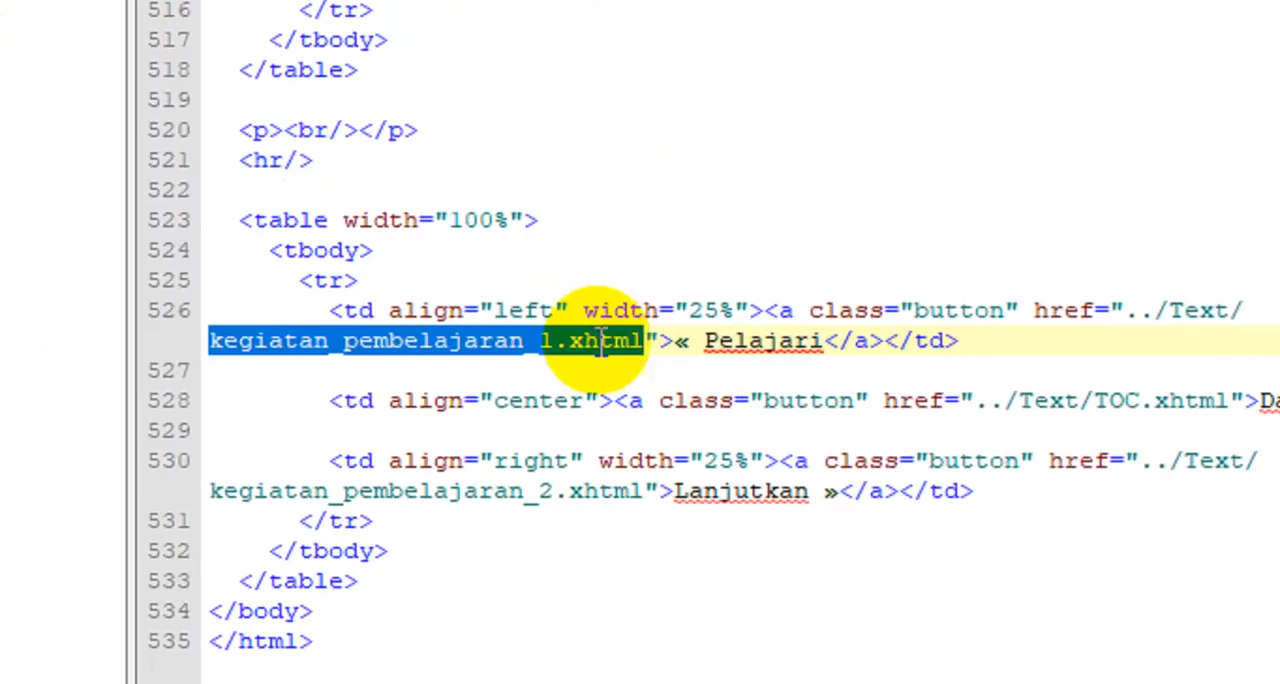 516 </tr>
517 </tbody>
518 </table>
519
520 <p><br/></p>
521 <hr/>
522
523 <table width="100%">
524 <tbody>
525 <tr>
526 <td align="left" width="25%"><a class="button" href="../Text/
kegiatan_pembelajaran_1.xhtml">« Pelajari</a></td>
527
528 <td align="center"><a class="button" href="../Text/TOC.xhtml">Da
529
530 <td align="right" width="25%"><a class="button" href="../Text/
kegiatan_pembelajaran_2.xhtml">Lanjutkan »</a></td>
531 </tr>
532 </tbody>
533 </table>
534 </body>
535 </html>